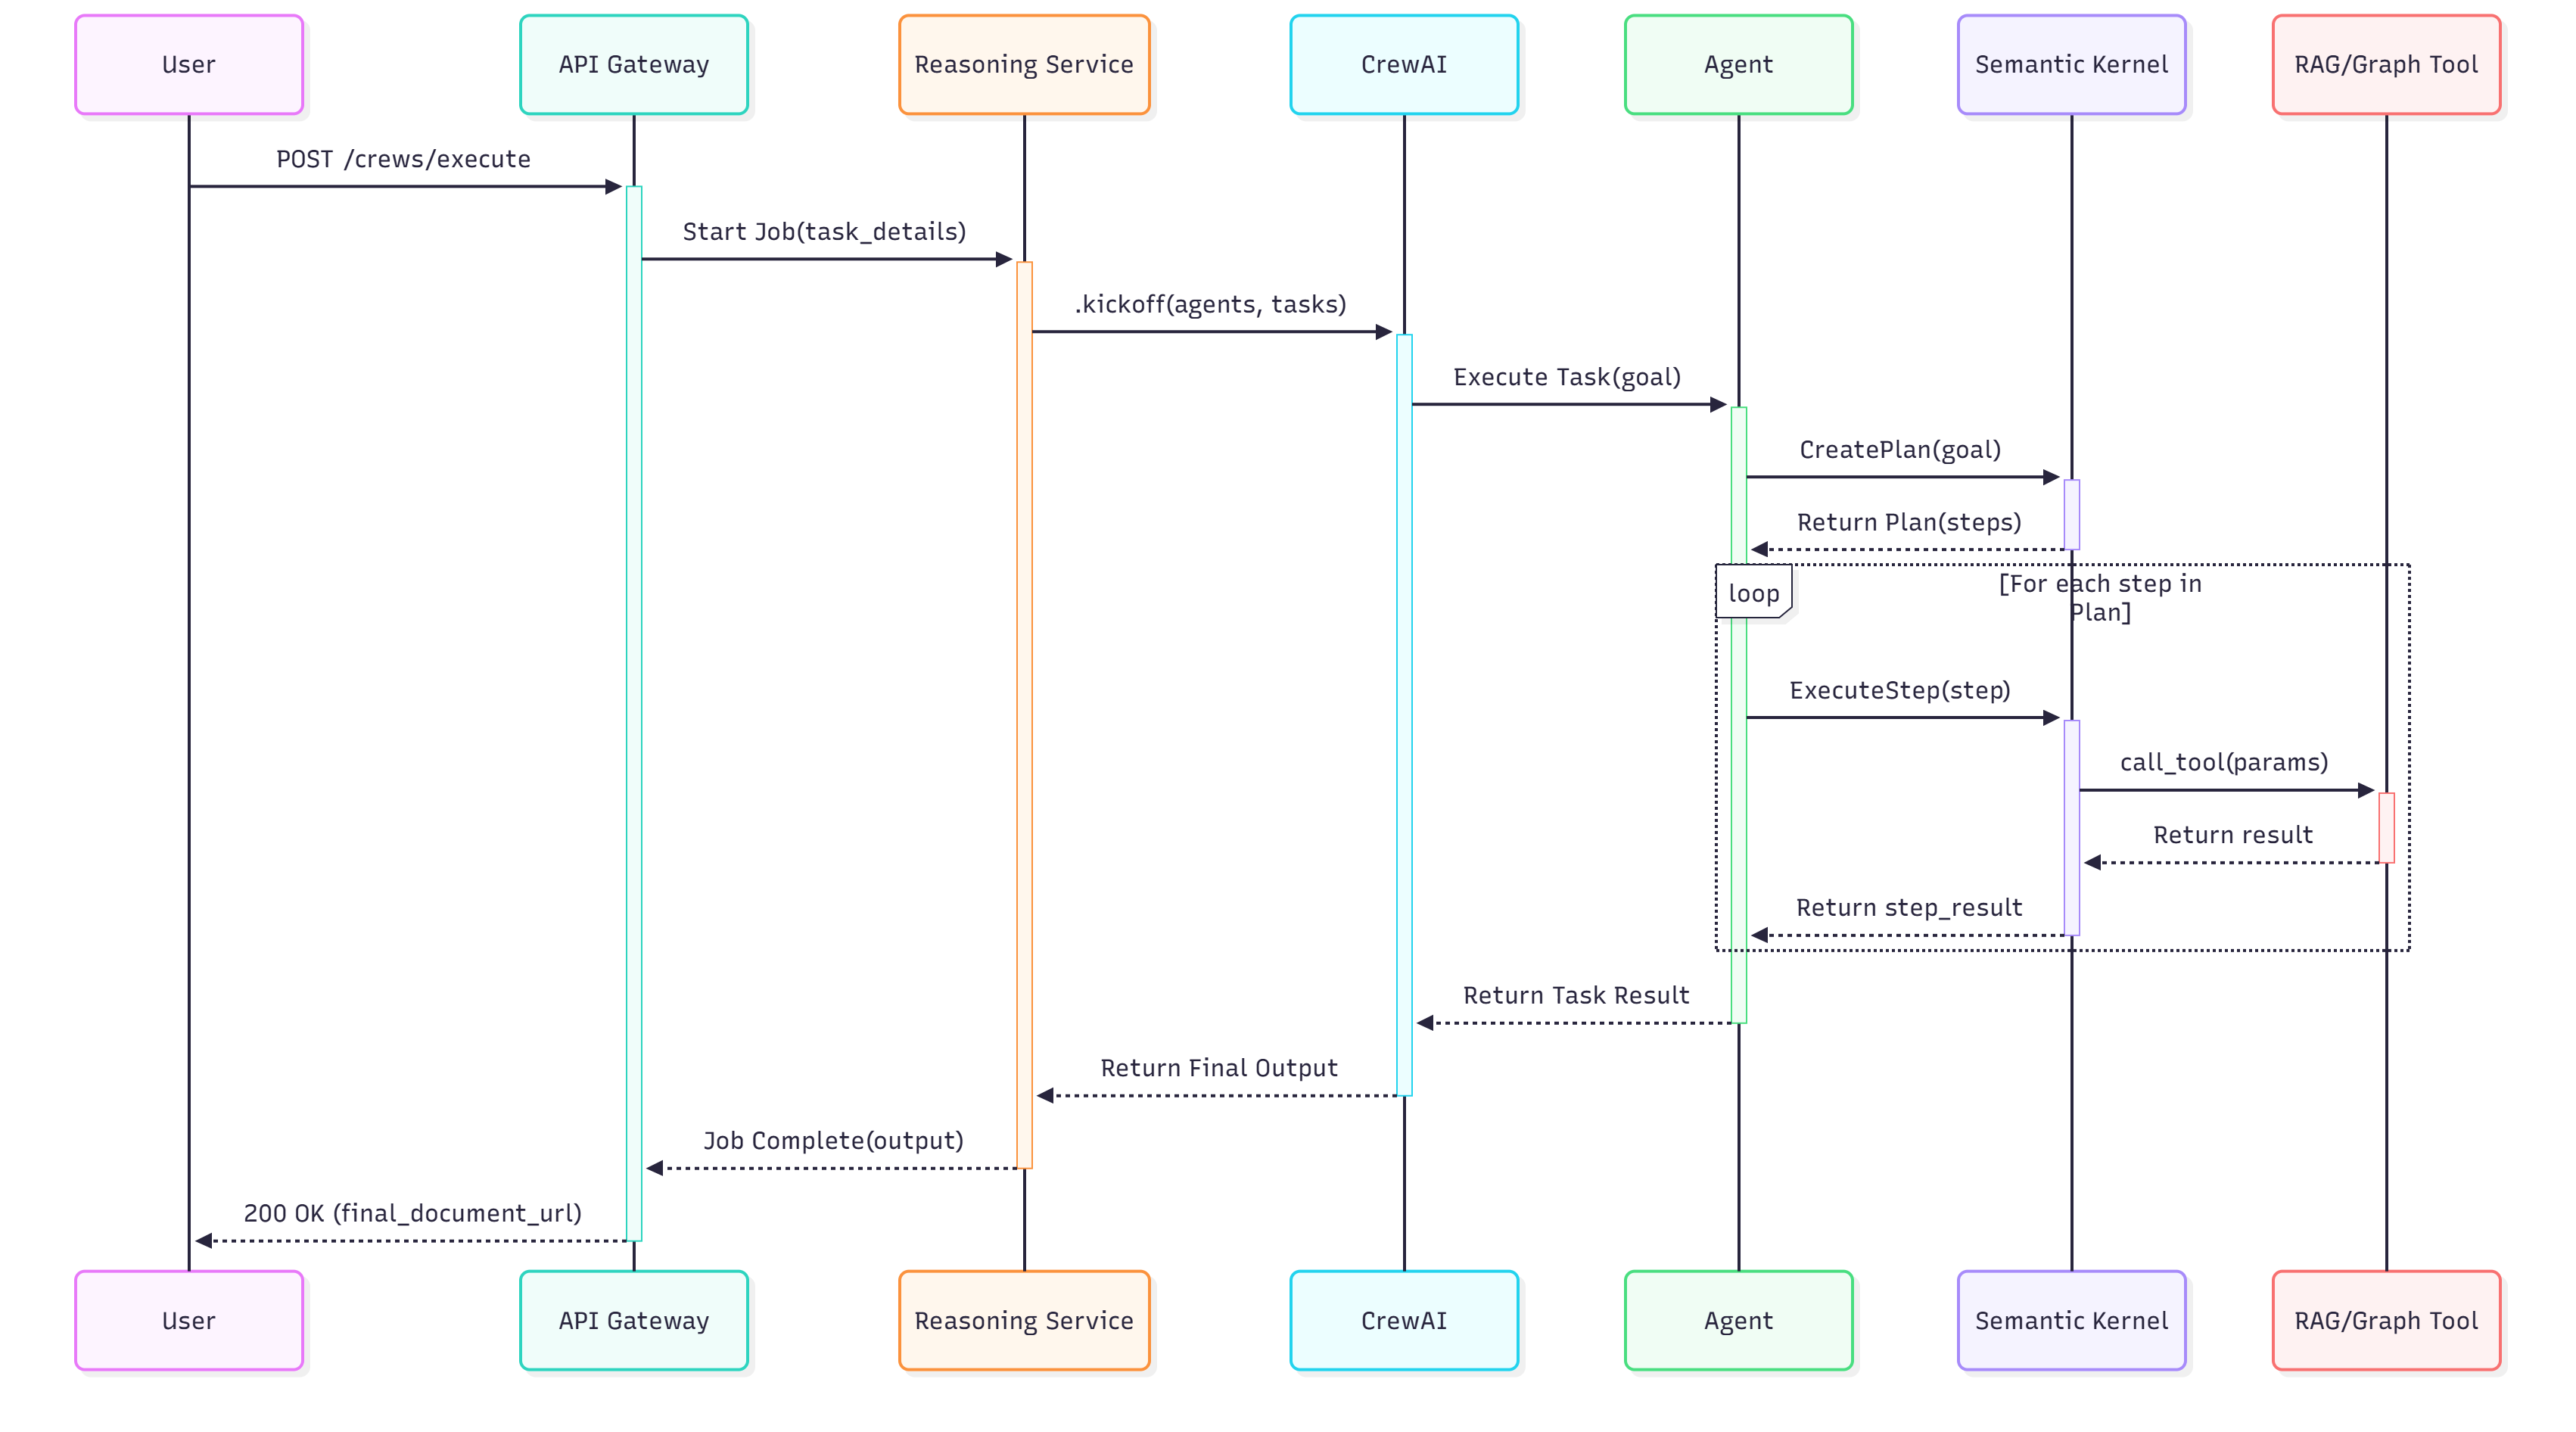 User
API Gateway
Reasoning Service
CrewAI
Agent
Semantic Kernel
RAG/Graph Tool
POST /crews/execute
Start Job(task_details)
.kickoff(agents, tasks)
Execute Task(goal)
CreatePlan(goal)
Return Plan(steps)
loop
[For each step in
Plan]
ExecuteStep(step)
call_tool(params)
Return result
Return step_result
Return Task Result
Return Final Output
Job Complete(output)
200 OK (final_document_url)
User
API Gateway
Reasoning Service
CrewAI
Agent
Semantic Kernel
RAG/Graph Tool